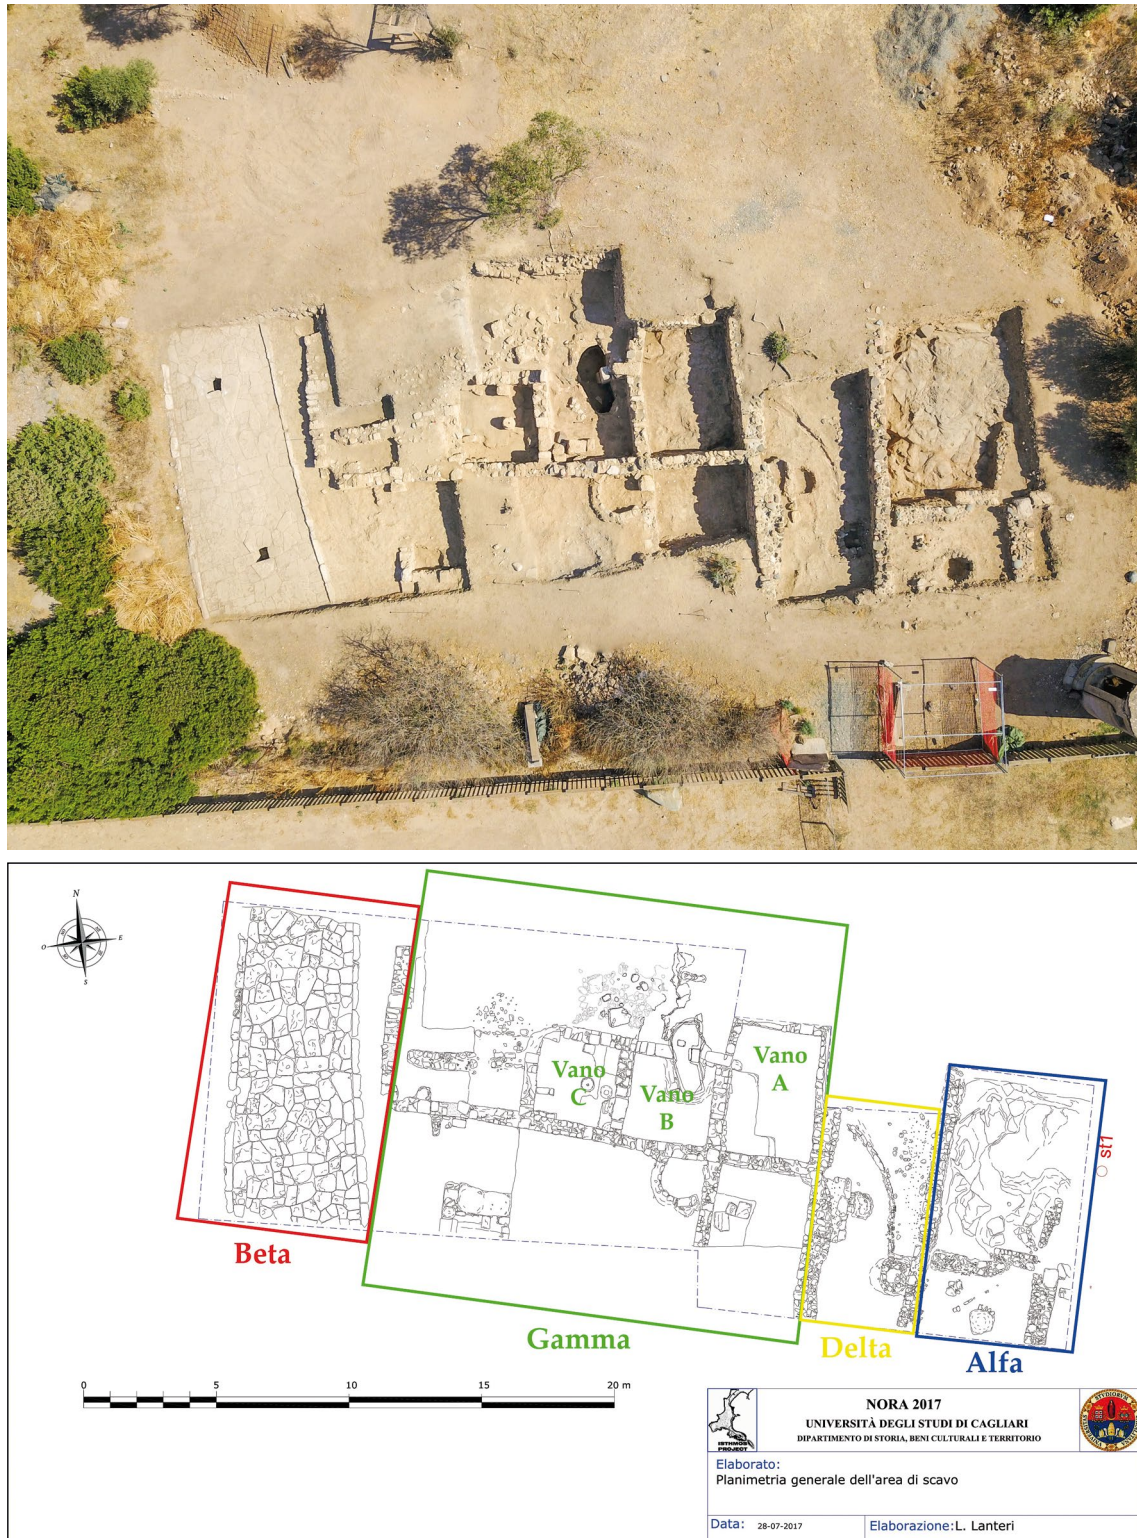 N
O
E
S
Vano
A
Vano
B
Vano
C
st1
Beta
Gamma
Delta
Alfa
0 5 10 15 20 m
ISTHMOS
PROJECT
NORA 2017
UNIVERSITÀ DEGLI STUDI DI CAGLIARI
DIPARTIMENTO DI STORIA, BENI CULTURALI E TERRITORIO
Elaborato:
Planimetria generale dell'area di scavo
Data: 28-07-2017
Elaborazione: L. Lanteri